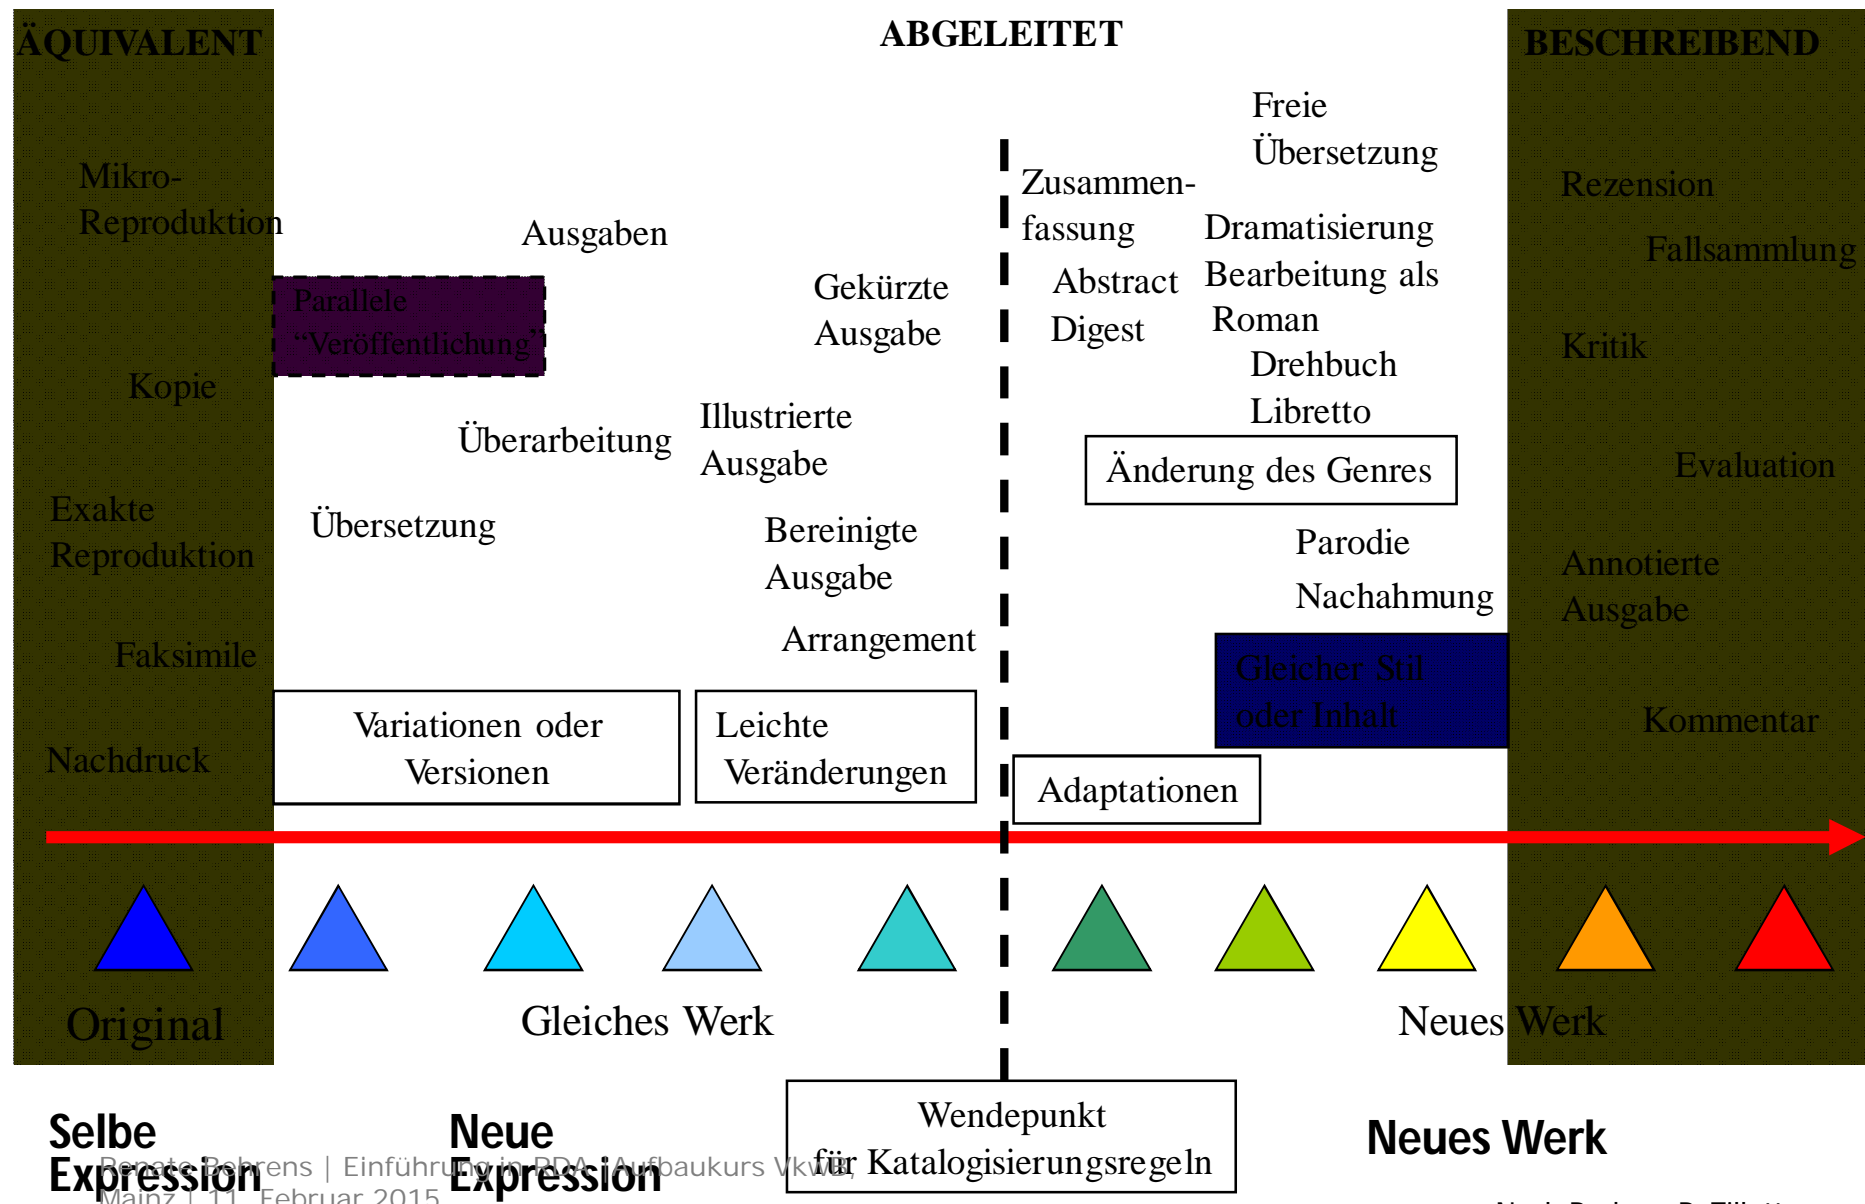 ÄQUIVALENT
ABGELEITET
BESCHREIBEND
Mikro-
Reproduktion
Kopie
Exakte
Reproduktion
Faksimile
Nachdruck
Ausgaben
Parallele
“Veröffentlichung”
Überarbeitung
Übersetzung
Gekürzte
Ausgabe
Illustrierte
Ausgabe
Bereinigte
Ausgabe
Arrangement
Variationen oder
Versionen
Leichte
Veränderungen
Freie
Übersetzung
Zusammen-
fassung
Abstract
Digest
Dramatisierung
Bearbeitung als
Roman
Drehbuch
Libretto
Änderung des Genres
Parodie
Nachahmung
Gleicher Stil
oder Inhalt
Adaptationen
Rezension
Fallsammlung
Kritik
Evaluation
Annotierte
Ausgabe
Kommentar
Original
Gleiches Werk
Neues Werk
Selbe
Expression
Neue
Expression
Wendepunkt
für Katalogisierungsregeln
Neues Werk
Renate Behrens | Einführung in RDA | Aufbaukurs VkwB,
Mainz | 11. Februar 2015
Nach Barbara B. Tillett